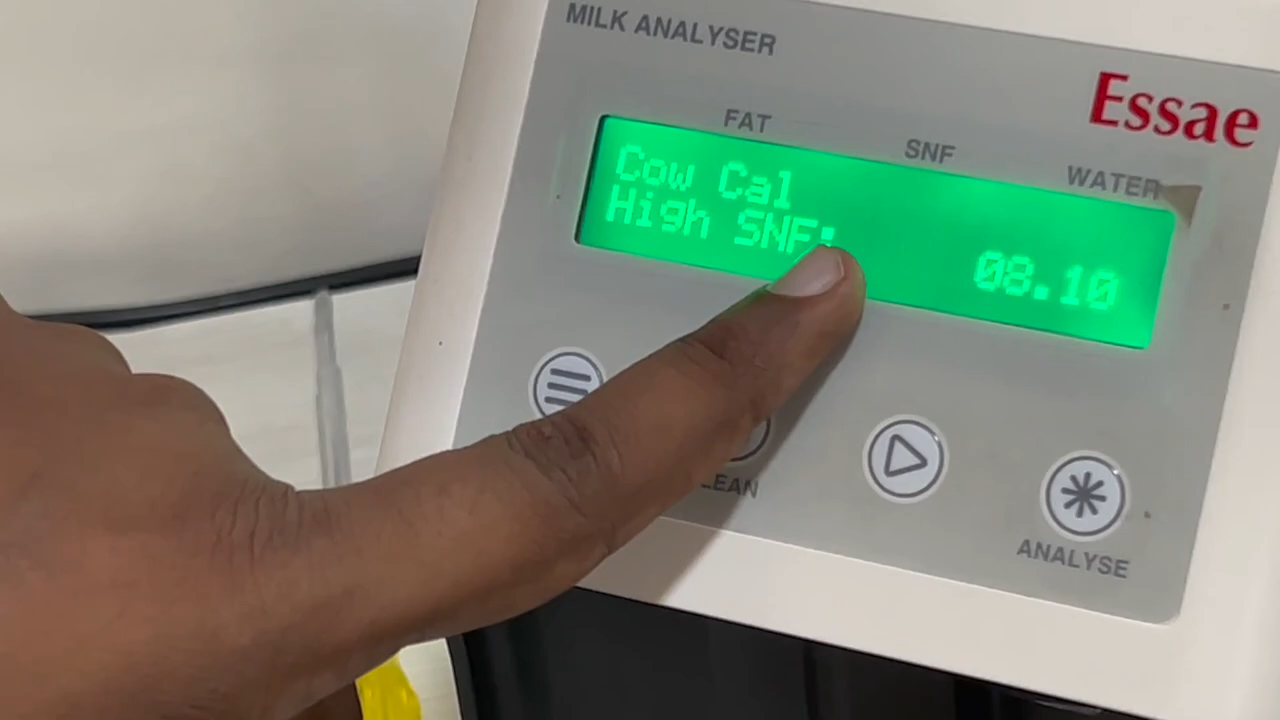 MILK ANALYSER
Essae
FAT SNF WATER
Cow Cal
High SNF: 08.10
LEAN
ANALYSE